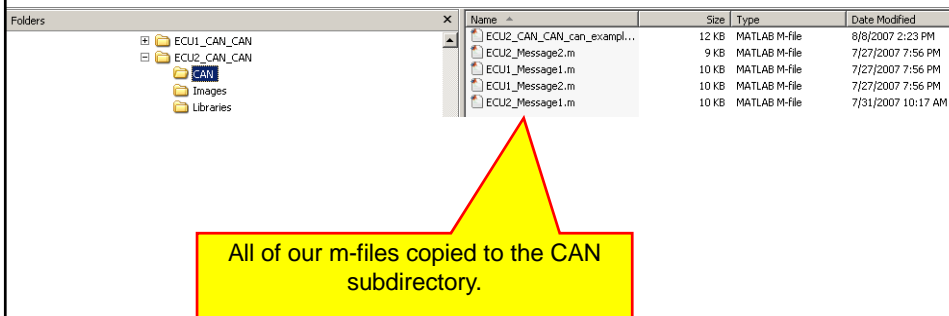 Folders × Name Size Type Date Modified
ECU1_CAN_CAN
ECU2_CAN_CAN
CAN
Images
Libraries
ECU2_CAN_CAN_can_exampl... 12 KB MATLAB M-file 8/8/2007 2:23 PM
ECU2_Message2.m 9 KB MATLAB M-file 7/27/2007 7:56 PM
ECU1_Message1.m 10 KB MATLAB M-file 7/27/2007 7:56 PM
ECU1_Message2.m 10 KB MATLAB M-file 7/27/2007 7:56 PM
ECU2_Message1.m 10 KB MATLAB M-file 7/31/2007 10:17 AM
All of our m-files copied to the CAN
subdirectory.